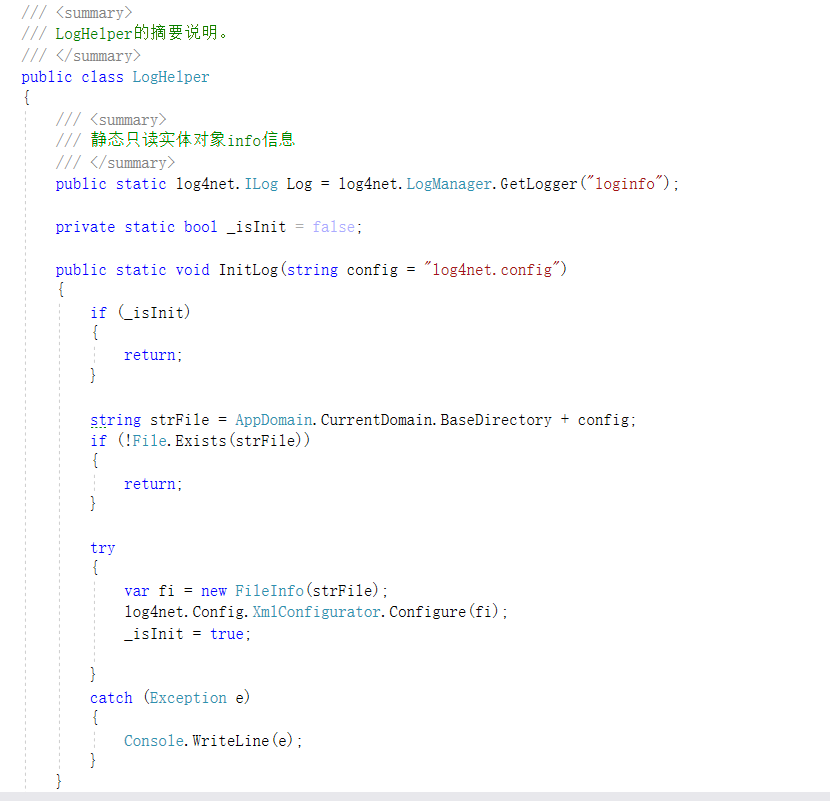 /// <summary>
/// LogHelper的摘要说明。
/// </summary>
public class LogHelper
{
    /// <summary>
    /// 静态只读实体对象info信息
    /// </summary>
    public static log4net.ILog Log = log4net.LogManager.GetLogger("loginfo");

    private static bool _isInit = false;

    public static void InitLog(string config = "log4net.config")
    {
        if (_isInit)
        {
            return;
        }

        string strFile = AppDomain.CurrentDomain.BaseDirectory + config;
        if (!File.Exists(strFile))
        {
            return;
        }

        try
        {
            var fi = new FileInfo(strFile);
            log4net.Config.XmlConfigurator.Configure(fi);
            _isInit = true;

        }
        catch (Exception e)
        {
            Console.WriteLine(e);
        }
    }